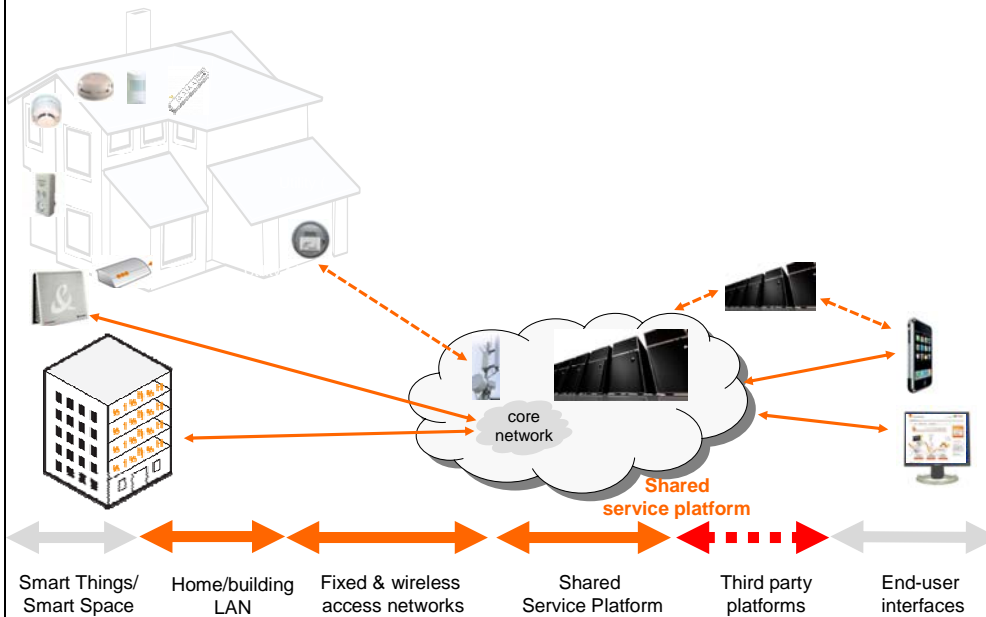 core
network
Shared
service platform
Smart Things/
Smart Space
Home/building
LAN
Fixed & wireless
access networks
Shared
Service Platform
Third party
platforms
End-user
interfaces